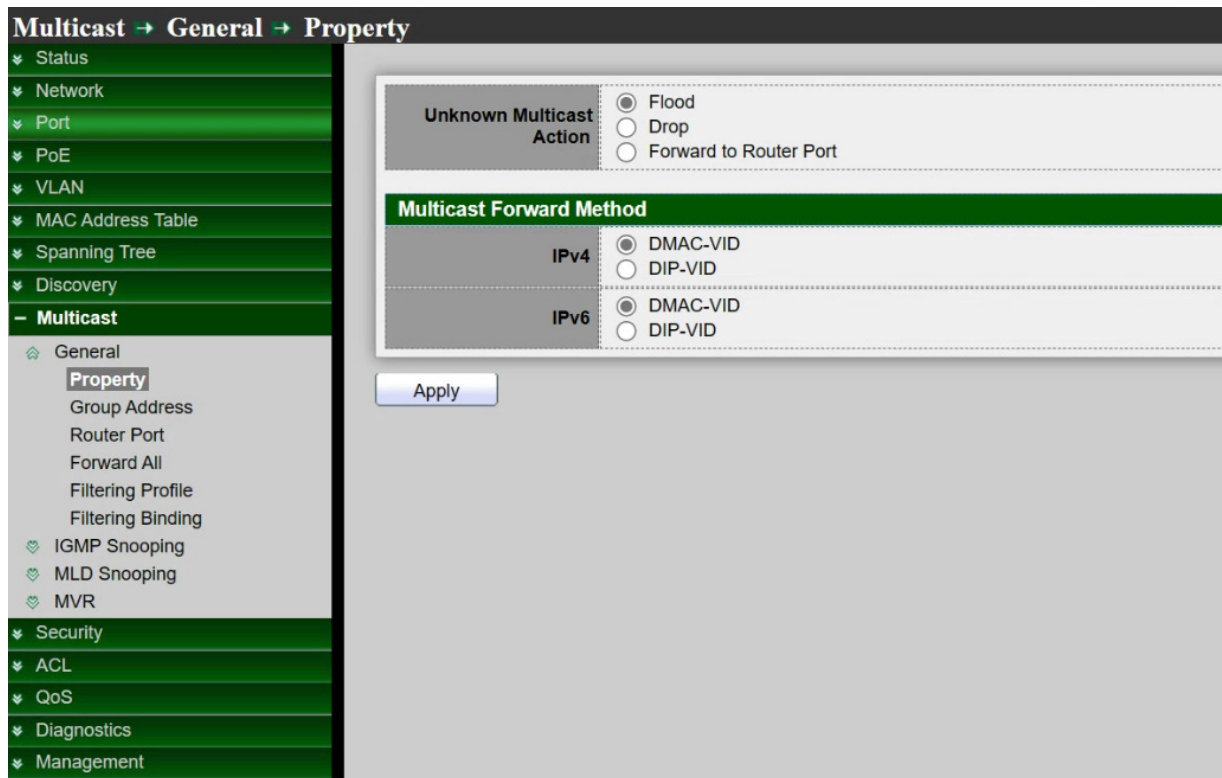 Multicast → General → Property
Status
Network
Port
PoE
VLAN
MAC Address Table
Spanning Tree
Discovery
Multicast
General
Property
Group Address
Router Port
Forward All
Filtering Profile
Filtering Binding
IGMP Snooping
MLD Snooping
MVR
Security
ACL
QoS
Diagnostics
Management
Unknown Multicast
Action
Flood
Drop
Forward to Router Port
Multicast Forward Method
IPv4
DMAC-VID
DIP-VID
IPv6
DMAC-VID
DIP-VID
Apply